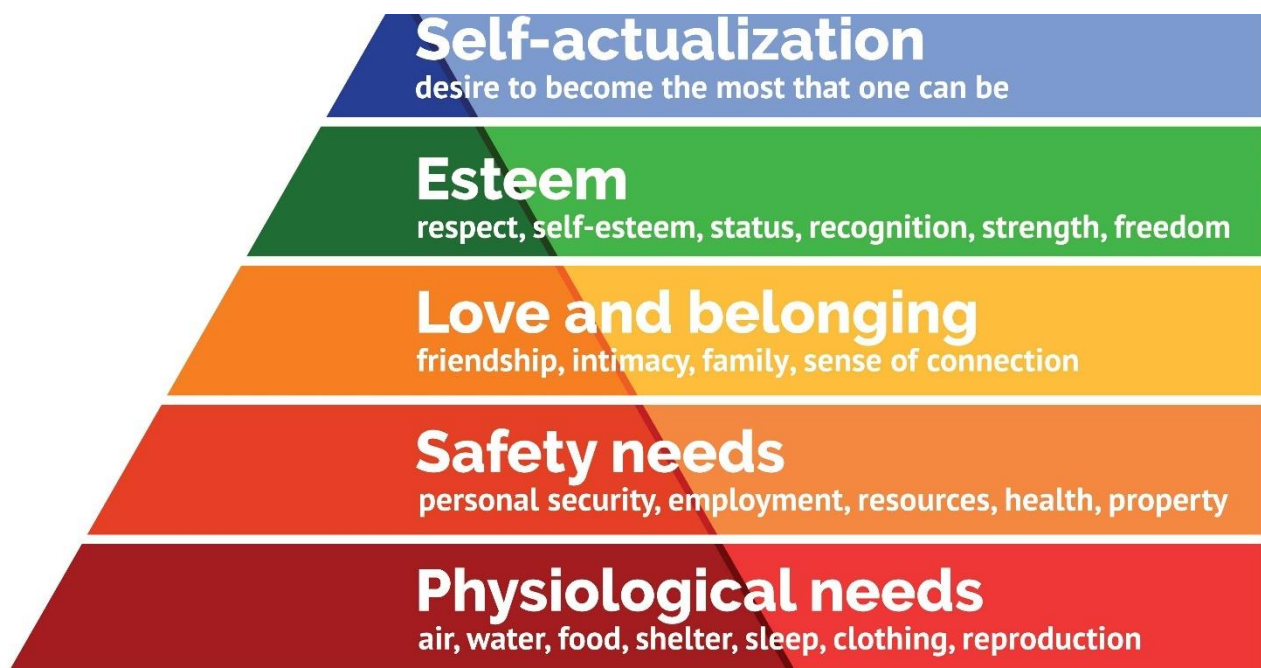 Self-actualization
desire to become the most that one can be
Esteem
respect, self-esteem, status, recognition, strength, freedom
Love and belonging
friendship, intimacy, family, sense of connection
Safety needs
personal security, employment, resources, health, property
Physiological needs
air, water, food, shelter, sleep, clothing, reproduction